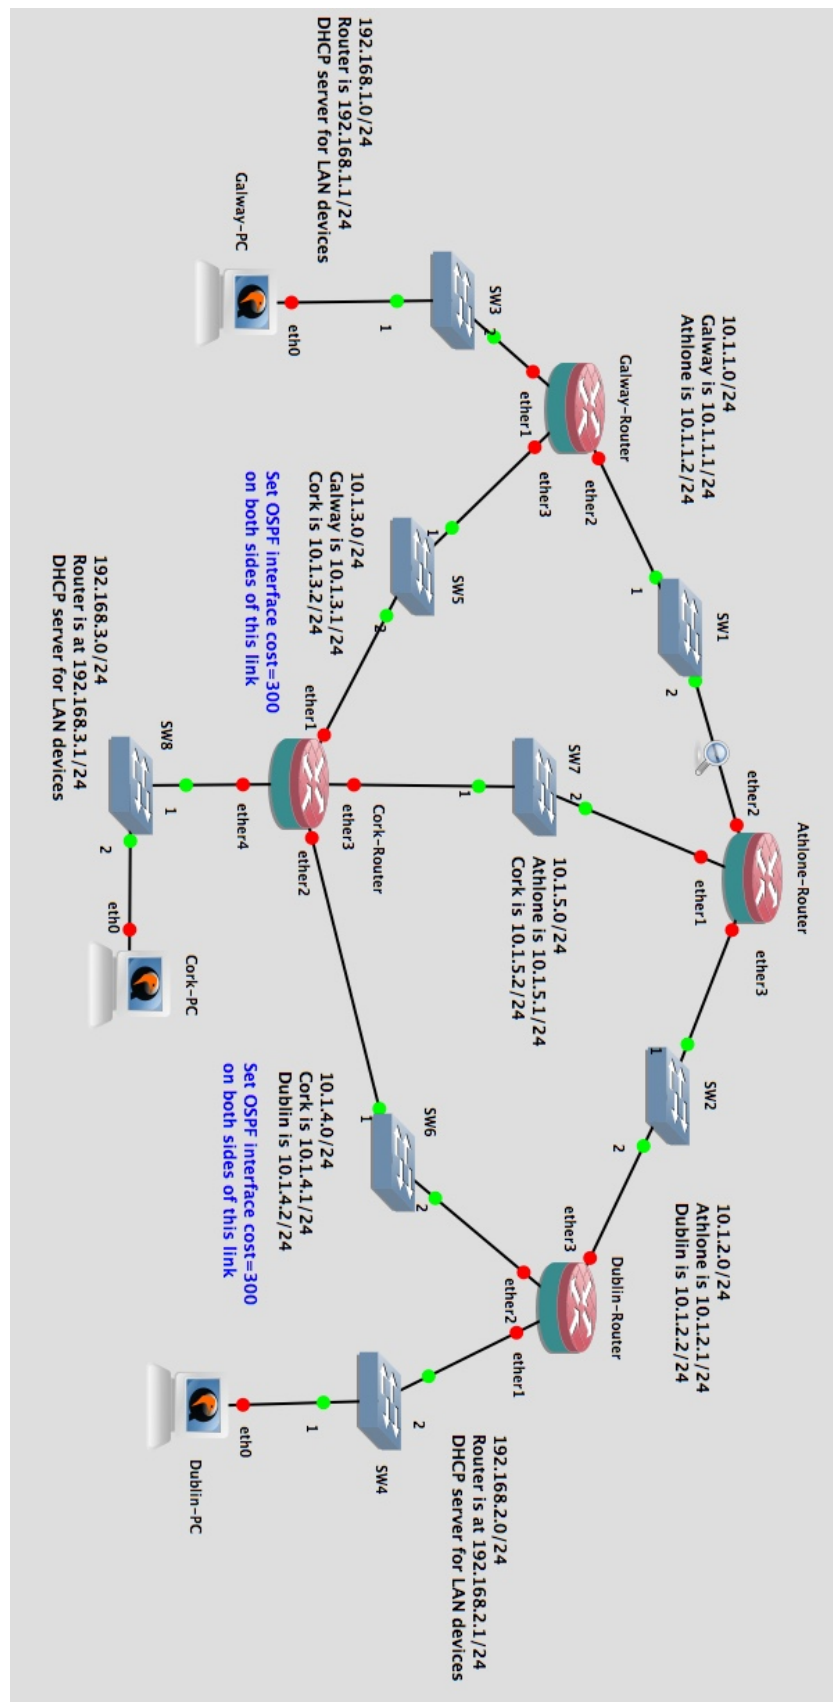 Athlone-Router
ether2
ether1
ether3
10.1.1.0/24
Galway is 10.1.1.1/24
Athlone is 10.1.1.2/24
SW1
1
2
SW2
1
2
10.1.2.0/24
Athlone is 10.1.2.1/24
Dublin is 10.1.2.2/24
Galway-Router
ether2
ether1
ether3
SW7
2
1
10.1.5.0/24
Athlone is 10.1.5.1/24
Cork is 10.1.5.2/24
Dublin-Router
ether3
ether2
ether1
SW3
2
1
SW5
1
2
SW6
1
2
SW4
2
1
192.168.2.0/24
Router is at 192.168.2.1/24
DHCP server for LAN devices
192.168.1.0/24
Router is 192.168.1.1/24
DHCP server for LAN devices
10.1.3.0/24
Galway is 10.1.3.1/24
Cork is 10.1.3.2/24
Set OSPF interface cost=300
on both sides of this link
Cork-Router
ether1
ether3
ether2
ether4
10.1.4.0/24
Cork is 10.1.4.1/24
Dublin is 10.1.4.2/24
Set OSPF interface cost=300
on both sides of this link
eth0
Galway-PC
eth0
Dublin-PC
SW8
1
2
eth0
Cork-PC
192.168.3.0/24
Router is at 192.168.3.1/24
DHCP server for LAN devices